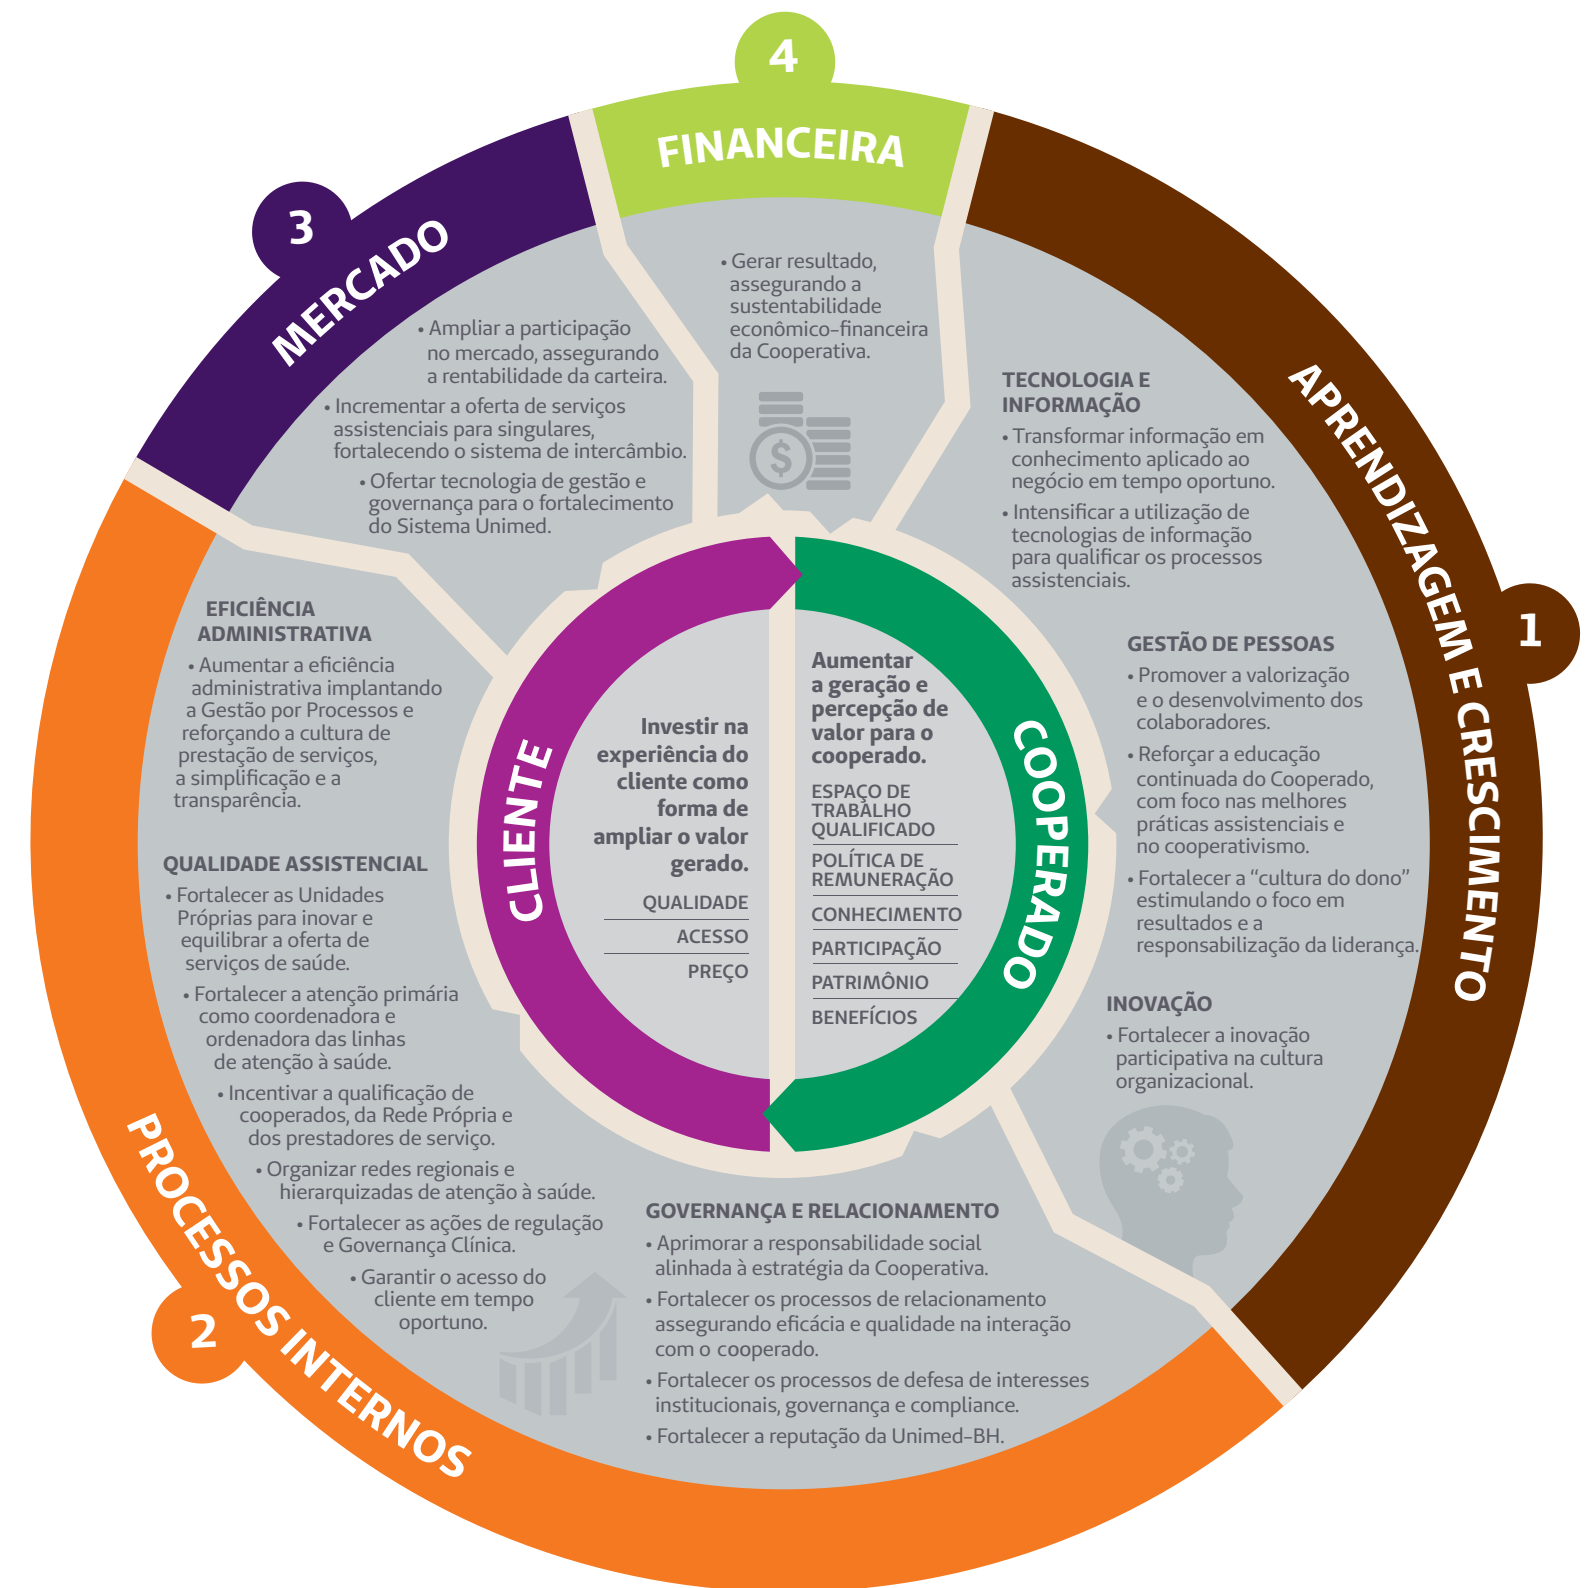 4
FINANCEIRA
• Gerar resultado,
assegurando a
sustentabilidade
econômico-financeira
da Cooperativa.
$
3
MERCADO
• Ampliar a participação
no mercado, assegurando
a rentabilidade da carteira.
• Incrementar a oferta de serviços
assistenciais para singulares,
fortalecendo o sistema de intercâmbio.
• Ofertar tecnologia de gestão e
governança para o fortalecimento
do Sistema Unimed.
1
APRENDIZAGEM E CRESCIMENTO
TECNOLOGIA E
INFORMAÇÃO
• Transformar informação em
conhecimento aplicado ao
negócio em tempo oportuno.
• Intensificar a utilização de
tecnologias de informação
para qualificar os processos
assistenciais.
GESTÃO DE PESSOAS
• Promover a valorização
e o desenvolvimento dos
colaboradores.
• Reforçar a educação
continuada do Cooperado,
com foco nas melhores
práticas assistenciais e
no cooperativismo.
• Fortalecer a “cultura do dono”
estimulando o foco em
resultados e a
responsabilização da liderança.
INOVAÇÃO
• Fortalecer a inovação
participativa na cultura
organizacional.
2
PROCESSOS INTERNOS
EFICIÊNCIA
ADMINISTRATIVA
• Aumentar a eficiência
administrativa implantando
a Gestão por Processos e
reforçando a cultura de
prestação de serviços,
a simplificação e a
transparência.
QUALIDADE ASSISTENCIAL
• Fortalecer as Unidades
Próprias para inovar e
equilibrar a oferta de
serviços de saúde.
• Fortalecer a atenção primária
como coordenadora e
ordenadora das linhas
de atenção à saúde.
• Incentivar a qualificação de
cooperados, da Rede Própria e
dos prestadores de serviço.
• Organizar redes regionais e
hierarquizadas de atenção à saúde.
• Fortalecer as ações de regulação
e Governança Clínica.
• Garantir o acesso do
cliente em tempo
oportuno.
GOVERNANÇA E RELACIONAMENTO
• Aprimorar a responsabilidade social
alinhada à estratégia da Cooperativa.
• Fortalecer os processos de relacionamento
assegurando eficácia e qualidade na interação
com o cooperado.
• Fortalecer os processos de defesa de interesses
institucionais, governança e compliance.
• Fortalecer a reputação da Unimed-BH.
CLIENTE
Investir na
experiência do
cliente como
forma de
ampliar o valor
gerado.
QUALIDADE
ACESSO
PREÇO
COOPERADO
Aumentar
a geração e
percepção de
valor para o
cooperado.
ESPAÇO DE
TRABALHO
QUALIFICADO
POLÍTICA DE
REMUNERAÇÃO
CONHECIMENTO
PARTICIPAÇÃO
PATRIMÔNIO
BENEFÍCIOS